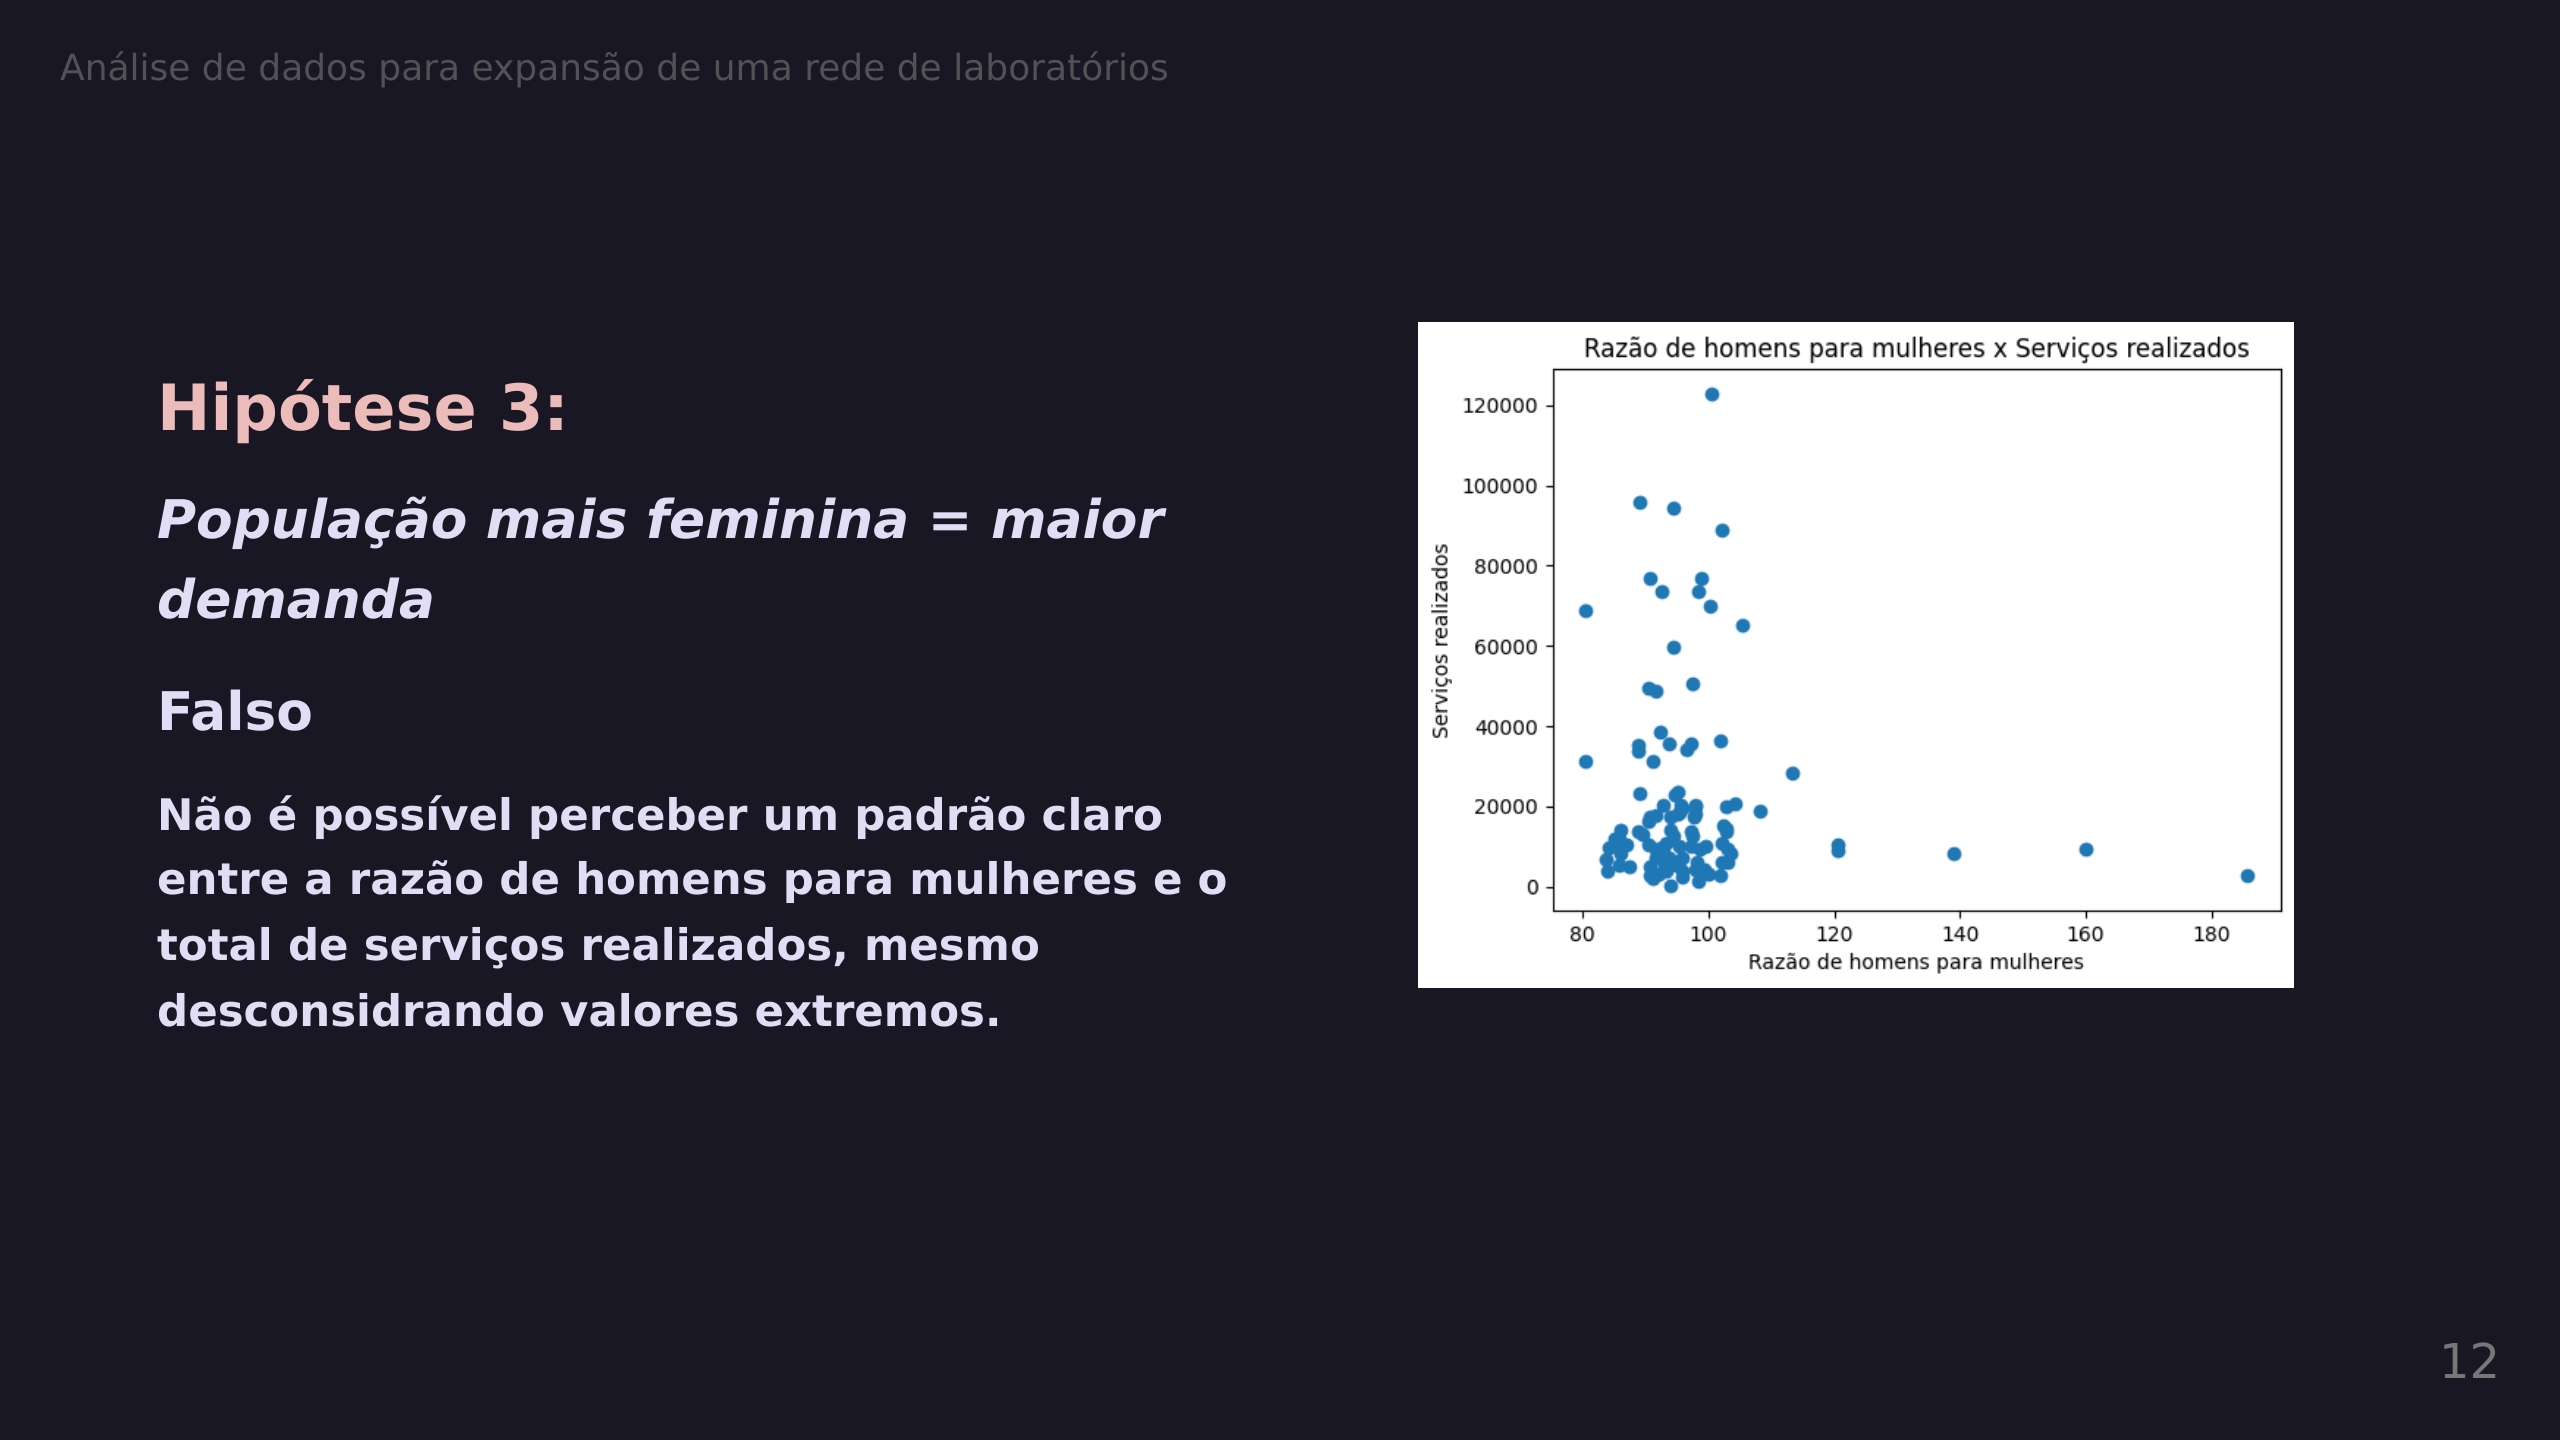 Análise de dados para expansão de uma rede de laboratórios
Hipótese 3:
População mais feminina = maior
demanda
Falso
Não é possível perceber um padrão claro
entre a razão de homens para mulheres e o
total de serviços realizados, mesmo
desconsidrando valores extremos.
Razão de homens para mulheres x Serviços realizados
Serviços realizados
120000
100000
80000
60000
40000
20000
0
80 100 120 140 160 180
Razão de homens para mulheres
12